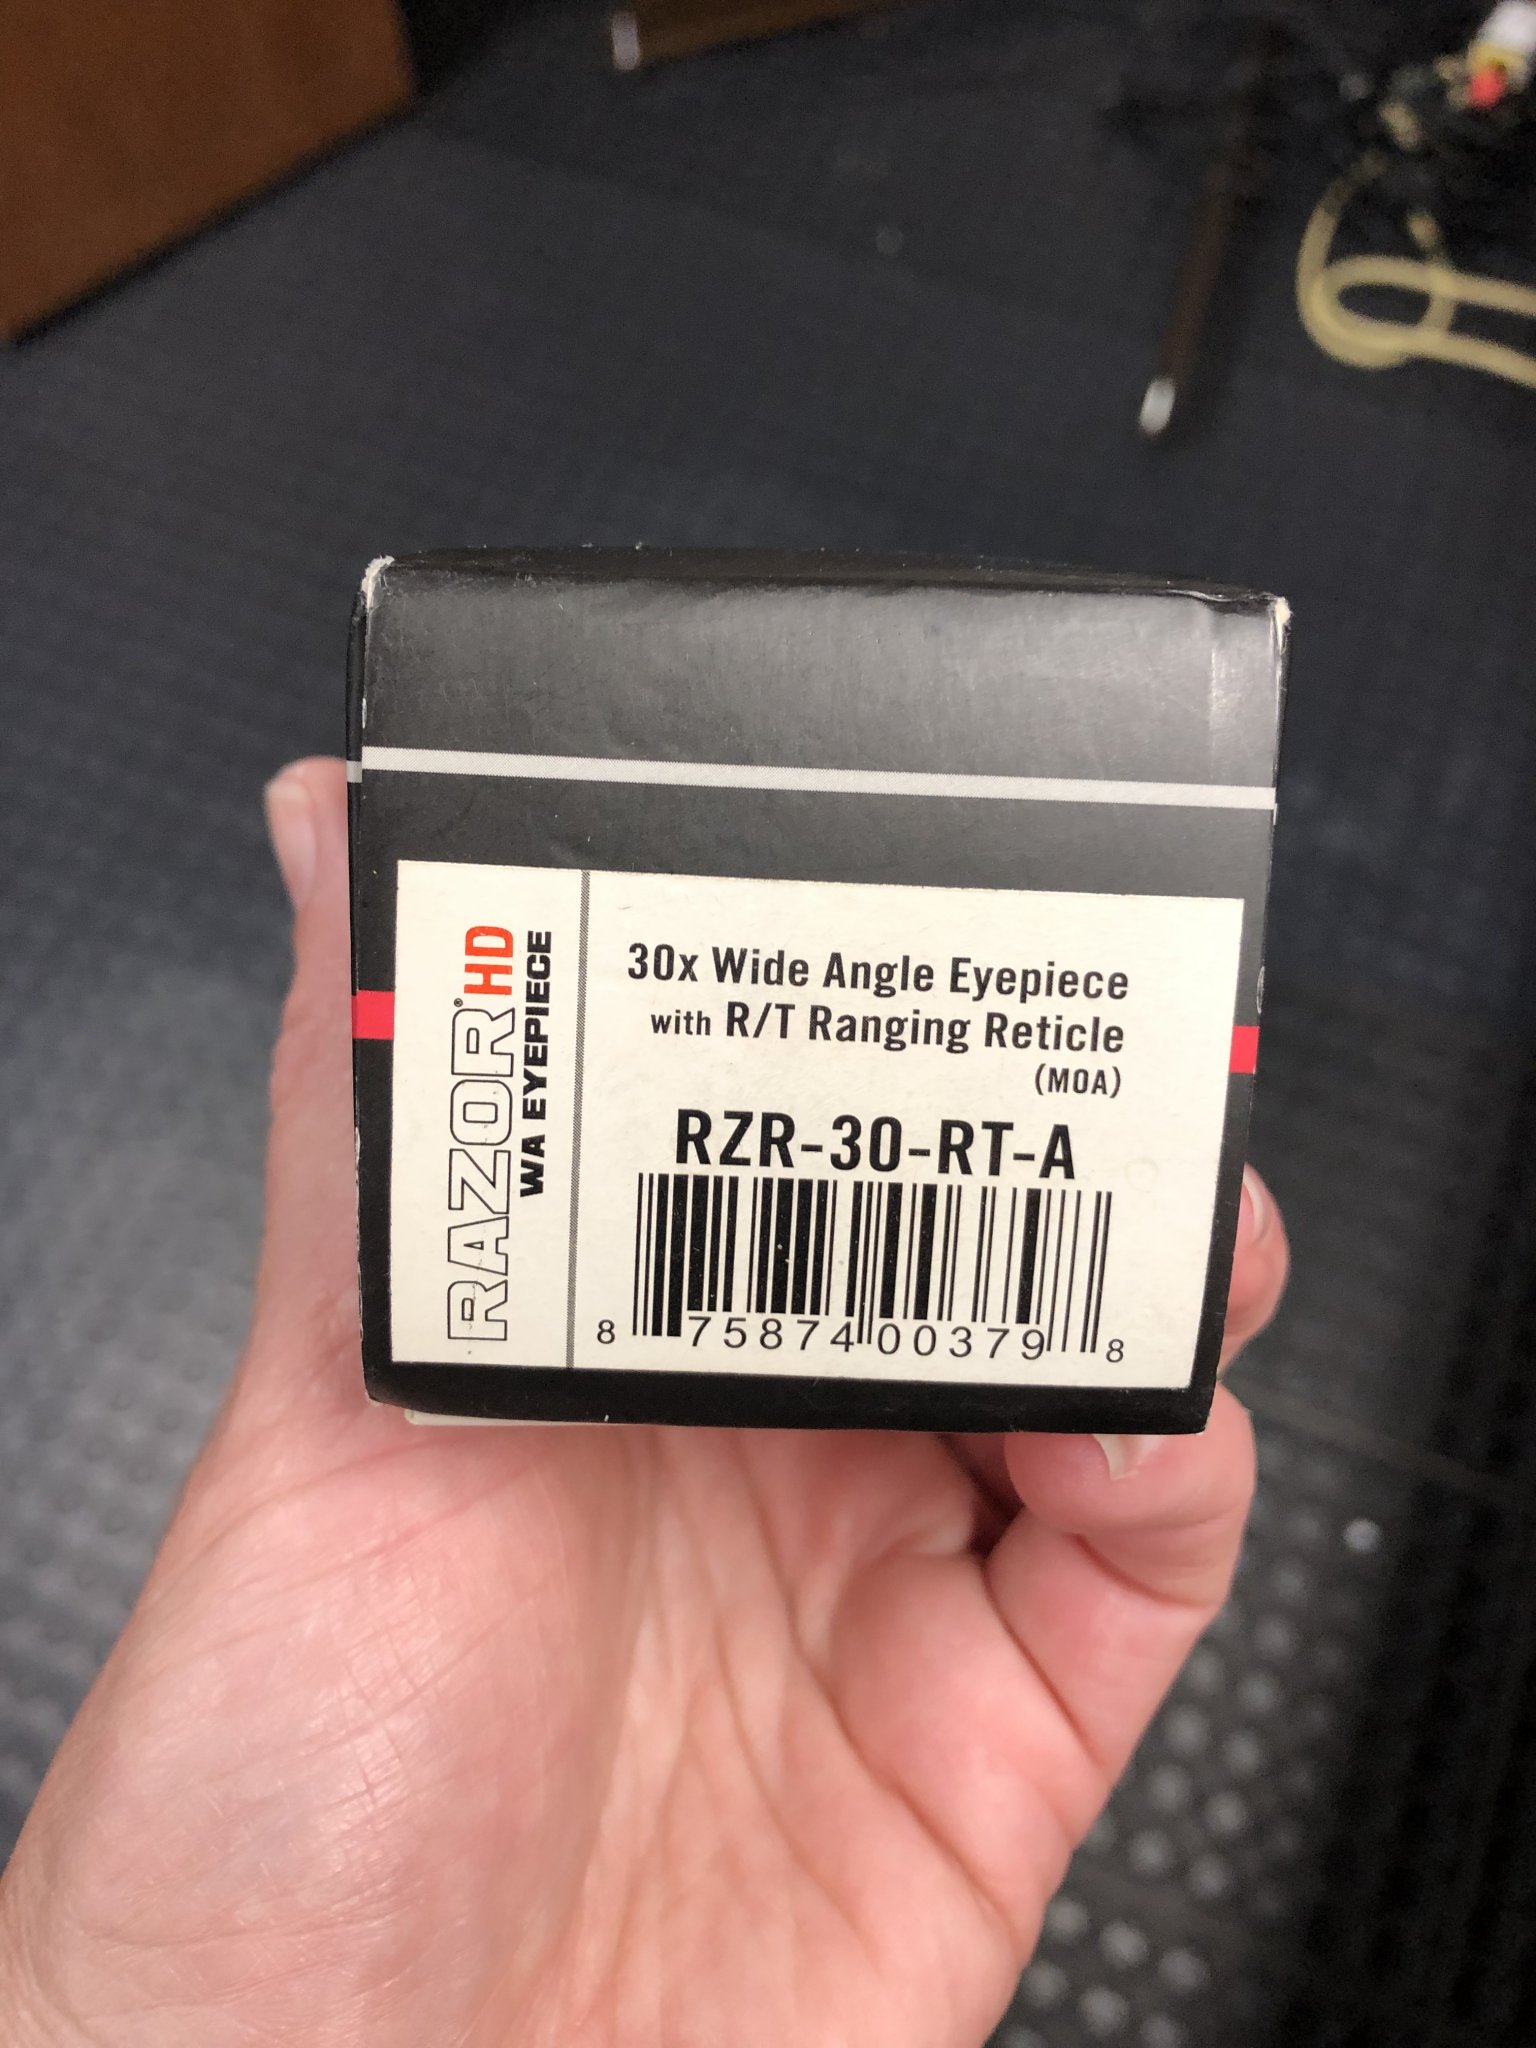 RAZOR® HD
WA EYEPIECE
30x Wide Angle Eyepiece
with R/T Ranging Reticle
(MOA)
RZR-30-RT-A
8 75874 00379 8